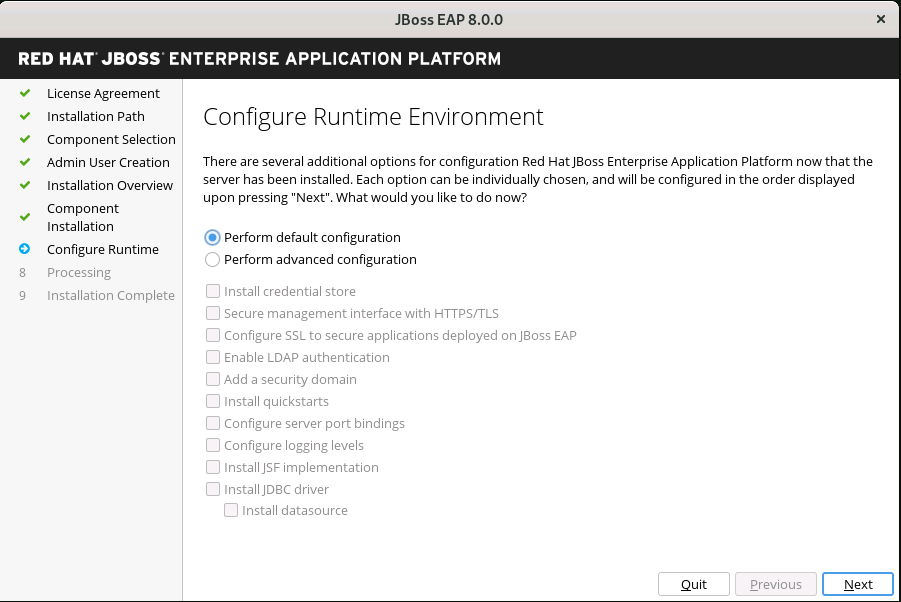 JBoss EAP 8.0.0
×
RED HAT® JBOSS® ENTERPRISE APPLICATION PLATFORM
License Agreement
Installation Path
Component Selection
Admin User Creation
Installation Overview
Component
Installation
Configure Runtime
8 Processing
9 Installation Complete
Configure Runtime Environment
There are several additional options for configuration Red Hat JBoss Enterprise Application Platform now that the
server has been installed. Each option can be individually chosen, and will be configured in the order displayed
upon pressing "Next". What would you like to do now?
Perform default configuration
Perform advanced configuration
Install credential store
Secure management interface with HTTPS/TLS
Configure SSL to secure applications deployed on JBoss EAP
Enable LDAP authentication
Add a security domain
Install quickstarts
Configure server port bindings
Configure logging levels
Install JSF implementation
Install JDBC driver
Install datasource
Quit
Previous
Next